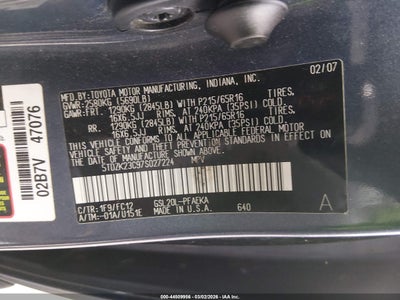 MFD. BY:
TOYOTA MOTOR MANUFACTURING, INDIANA, INC. 02/07
GVWR: 2580KG (5690LB)
GAWR: FRT. 1290KG (2845LB) WITH P215/65R16 TIRES,
16X6.5JJ RIMS, AT 240KPA (35PSI) COLD.
RR. 1290KG (2845LB) WITH P215/65R16 TIRES,
16X6.5JJ RIMS, AT 240KPA (35PSI) COLD.
THIS VEHICLE CONFORMS TO ALL APPLICABLE FEDERAL MOTOR
VEHICLE SAFETY AND THEFT PREVENTION STANDARDS IN
EFFECT ON THE DATE OF MANUFACTURE SHOWN ABOVE.
5TDZK23C97S027224 MPV
C/TR: 1F9/FC12 GSL20L-PFAEKA
A/TM: -01A/U151E MADE IN U.S.A. 640
A
02B7V 47076
000-44509956 - 03/02/2026 - IAA